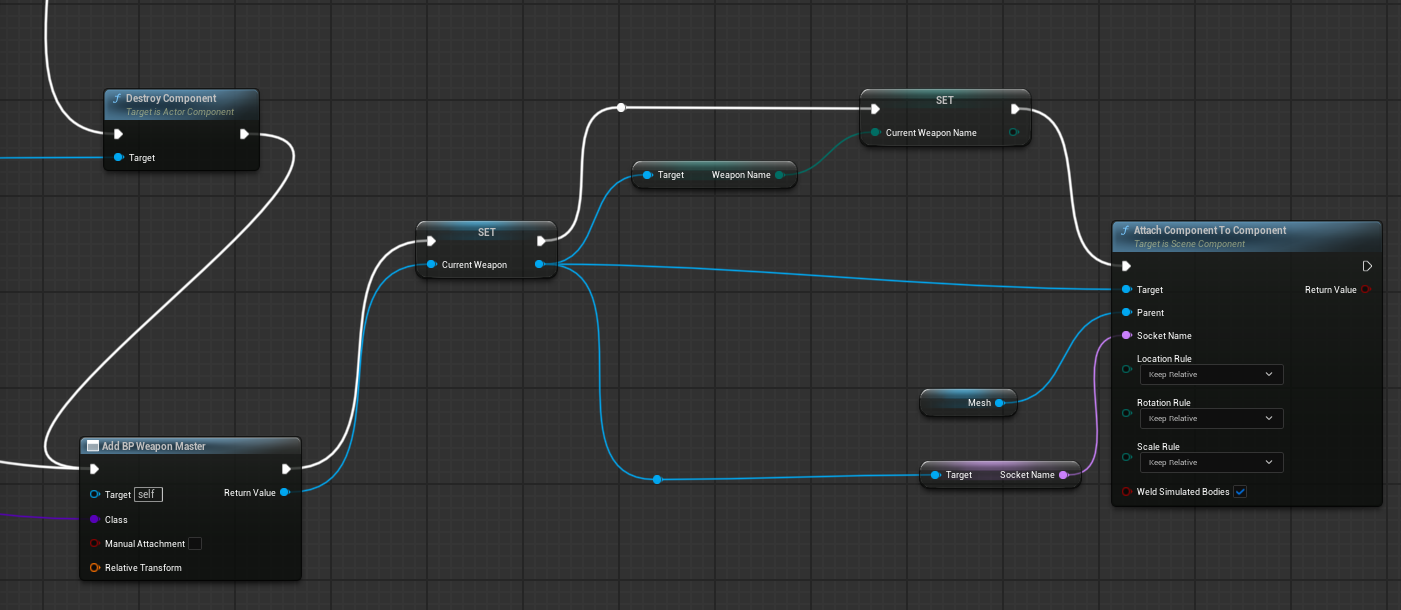 Destroy Component
Target is Actor Component
Target
SET
Current Weapon Name
Target Weapon Name
SET
Current Weapon
Attach Component To Component
Target is Scene Component
Target Return Value
Parent
Socket Name
Location Rule
Keep Relative
Rotation Rule
Keep Relative
Scale Rule
Keep Relative
Weld Simulated Bodies
Mesh
Target Socket Name
Add BP Weapon Master
Target self Return Value
Class
Manual Attachment
Relative Transform